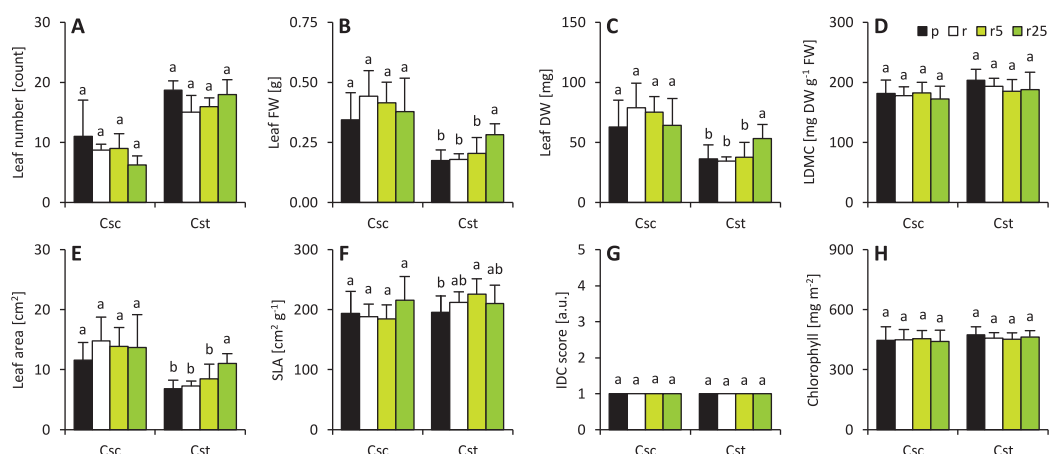 A
Leaf number [count]
30
20
10
0
a a a a a a a a
Csc Cst
B
Leaf FW [g]
0.75
0.50
0.25
0.00
a a a a b b b a
Csc Cst
C
Leaf DW [mg]
150
100
50
0
a a a a b b b a
Csc Cst
D
p r r5 r25
LDMC [mg DW g⁻¹ FW]
300
200
100
0
a a a a a a a a
Csc Cst
E
Leaf area [cm²]
30
20
10
0
a a a a b b b a
Csc Cst
F
SLA [cm² g⁻¹]
300
200
100
0
a a a a b ab a ab
Csc Cst
G
IDC score [a.u.]
5
4
3
2
1
0
a a a a a a a a
Csc Cst
H
Chlorophyll [mg m⁻²]
900
600
300
0
a a a a a a a a
Csc Cst